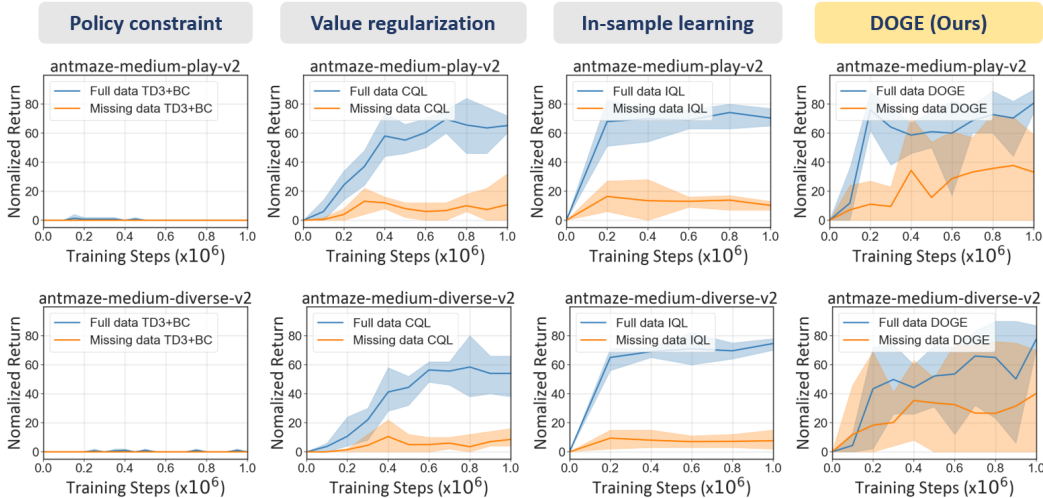 Policy constraint
Value regularization
In-sample learning
DOGE (Ours)
antmaze-medium-play-v2
Full data TD3+BC
Missing data TD3+BC
Nomalized Return
80
60
40
20
0
0.0 0.2 0.4 0.6 0.8 1.0
Training Steps (x10⁶)
antmaze-medium-play-v2
Full data CQL
Missing data CQL
Nomalized Return
80
60
40
20
0
0.0 0.2 0.4 0.6 0.8 1.0
Training Steps (x10⁶)
antmaze-medium-play-v2
Full data IQL
Missing data IQL
Nomalized Return
80
60
40
20
0
0.0 0.2 0.4 0.6 0.8 1.0
Training Steps (x10⁶)
antmaze-medium-play-v2
Full data DOGE
Missing data DOGE
Nomalized Return
80
60
40
20
0
0.0 0.2 0.4 0.6 0.8 1.0
Training Steps (x10⁶)
antmaze-medium-diverse-v2
Full data TD3+BC
Missing data TD3+BC
Nomalized Return
80
60
40
20
0
0.0 0.2 0.4 0.6 0.8 1.0
Training Steps (x10⁶)
antmaze-medium-diverse-v2
Full data CQL
Missing data CQL
Nomalized Return
80
60
40
20
0
0.0 0.2 0.4 0.6 0.8 1.0
Training Steps (x10⁶)
antmaze-medium-diverse-v2
Full data IQL
Missing data IQL
Nomalized Return
80
60
40
20
0
0.0 0.2 0.4 0.6 0.8 1.0
Training Steps (x10⁶)
antmaze-medium-diverse-v2
Full data DOGE
Missing data DOGE
Nomalized Return
80
60
40
20
0
0.0 0.2 0.4 0.6 0.8 1.0
Training Steps (x10⁶)